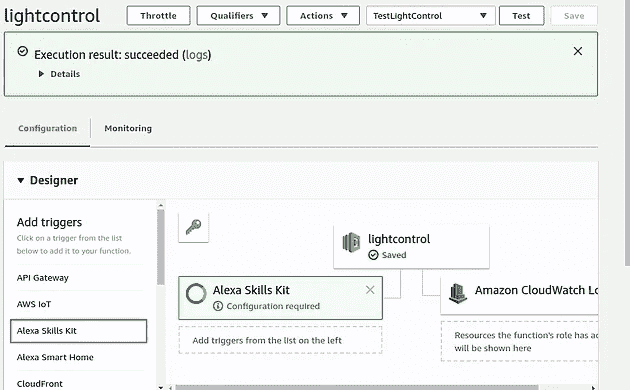 lightcontrol
Throttle
Qualifiers
Actions
TestLightControl
Test
Save
Execution result: succeeded (logs)
Details
Configuration
Monitoring
Designer
Add triggers
Click on a trigger from the list
below to add it to your function.
API Gateway
AWS IoT
Alexa Skills Kit
Alexa Smart Home
CloudFront
lightcontrol
Saved
Alexa Skills Kit
Configuration required
Add triggers from the list on the left
Amazon CloudWatch Lo
Resources the function's role has ac
will be shown here